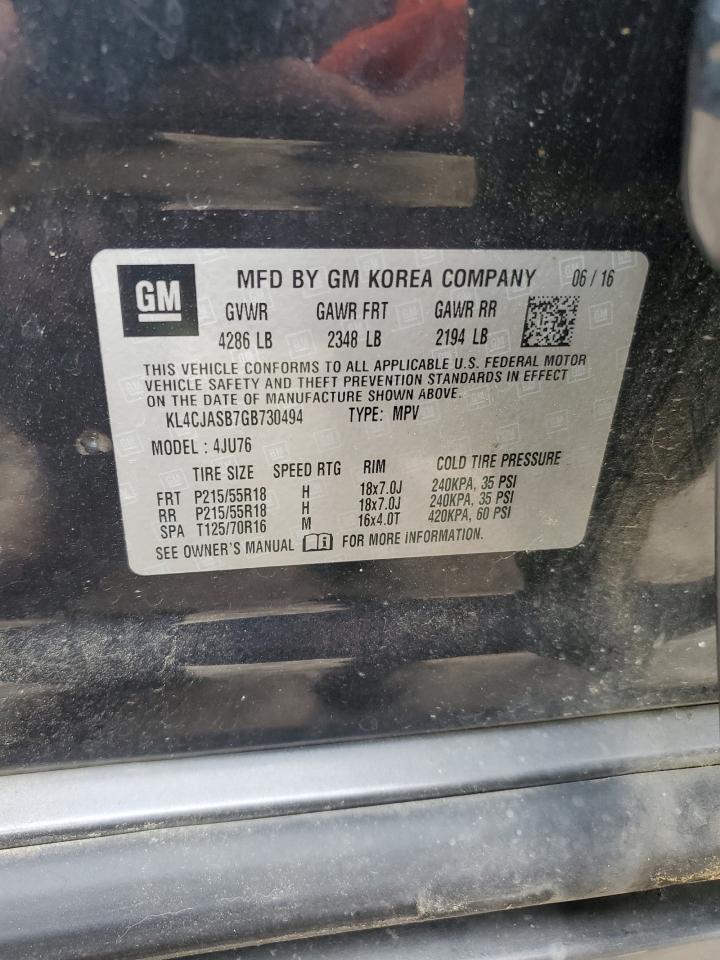 GM MFD BY GM KOREA COMPANY 06 / 16
GVWR GAWR FRT GAWR RR
4286 LB 2348 LB 2194 LB
THIS VEHICLE CONFORMS TO ALL APPLICABLE U.S. FEDERAL MOTOR
VEHICLE SAFETY AND THEFT PREVENTION STANDARDS IN EFFECT
ON THE DATE OF MANUFACTURE SHOWN ABOVE.
KL4CJASB7GB730494 TYPE: MPV
MODEL : 4JU76
TIRE SIZE SPEED RTG RIM COLD TIRE PRESSURE
FRT P215/55R18 H 18x7.0J 240KPA, 35 PSI
RR P215/55R18 H 18x7.0J 240KPA, 35 PSI
SPA T125/70R16 M 16x4.0T 420KPA, 60 PSI
SEE OWNER'S MANUAL FOR MORE INFORMATION.